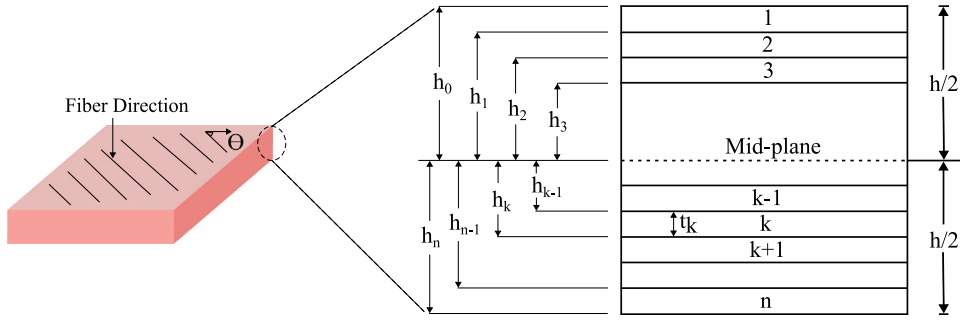 Fiber Direction
Θ
h0
h1
h2
h3
hn
hn-1
hk
hk-1
1
2
3
Mid-plane
k-1
tk
k
k+1
n
h/2
h/2